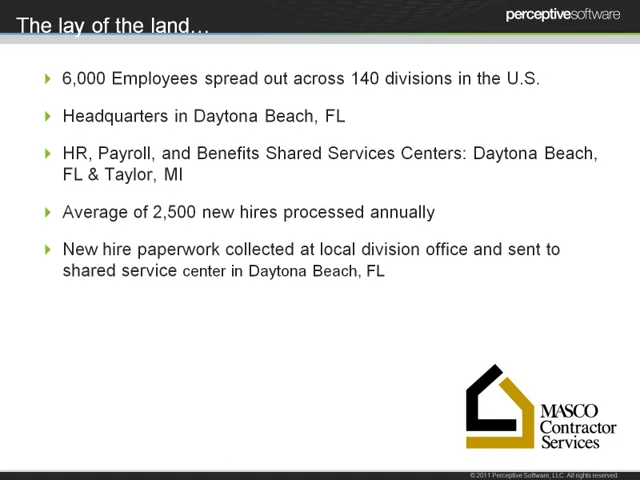 The lay of the land…
perceptivesoftware
6,000 Employees spread out across 140 divisions in the U.S.
Headquarters in Daytona Beach, FL
HR, Payroll, and Benefits Shared Services Centers: Daytona Beach,
FL & Taylor, MI
Average of 2,500 new hires processed annually
New hire paperwork collected at local division office and sent to
shared service center in Daytona Beach, FL
MASCO
Contractor
Services
© 2011 Perceptive Software, LLC. All rights reserved.